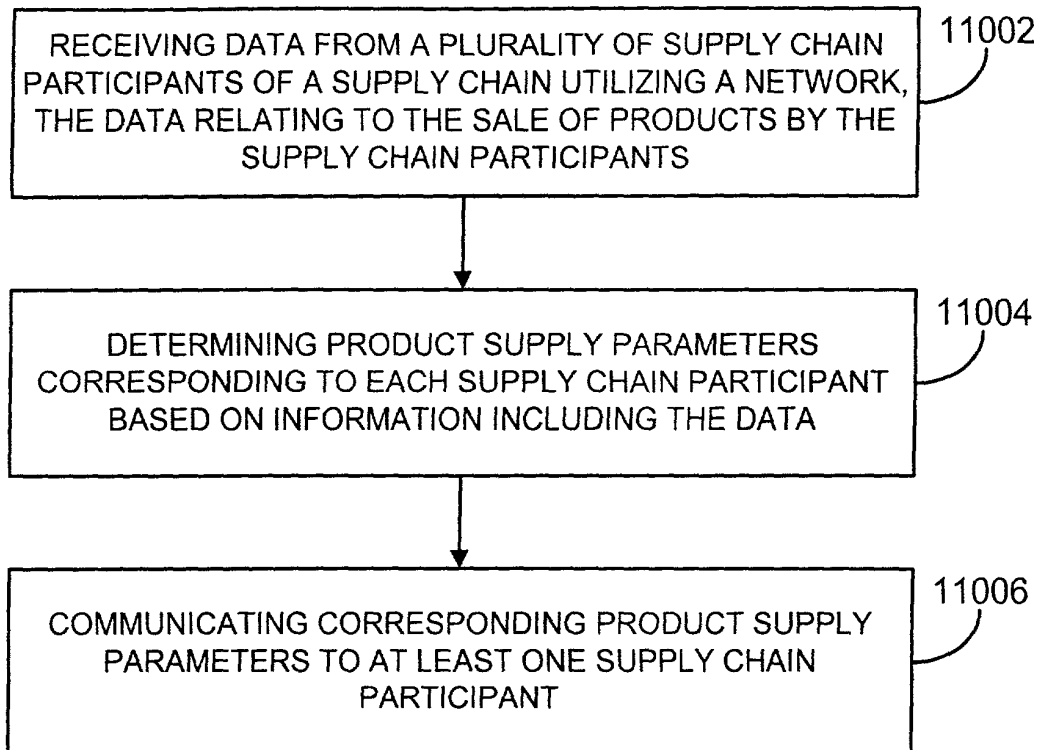 RECEIVING DATA FROM A PLURALITY OF SUPPLY CHAIN
PARTICIPANTS OF A SUPPLY CHAIN UTILIZING A NETWORK,
THE DATA RELATING TO THE SALE OF PRODUCTS BY THE
SUPPLY CHAIN PARTICIPANTS
11002
DETERMINING PRODUCT SUPPLY PARAMETERS
CORRESPONDING TO EACH SUPPLY CHAIN PARTICIPANT
BASED ON INFORMATION INCLUDING THE DATA
11004
COMMUNICATING CORRESPONDING PRODUCT SUPPLY
PARAMETERS TO AT LEAST ONE SUPPLY CHAIN
PARTICIPANT
11006